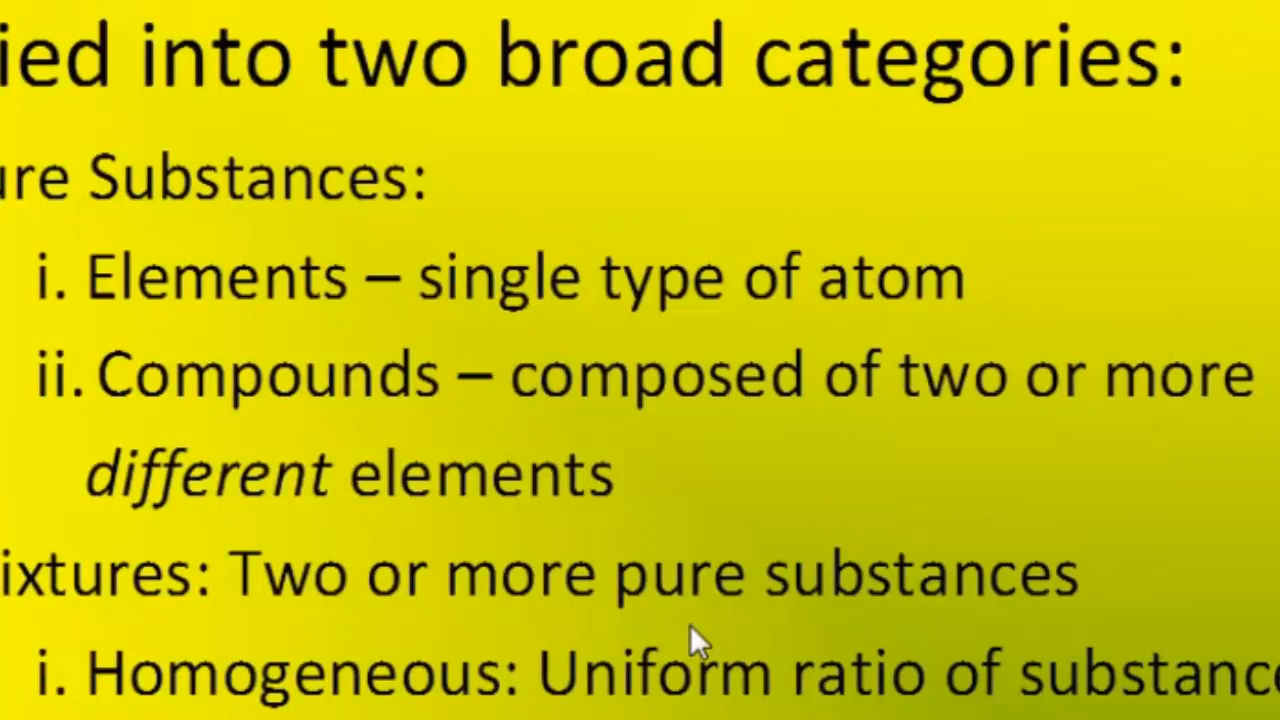 ied into two broad categories:
ure Substances:
i. Elements – single type of atom
ii. Compounds – composed of two or more
different elements
ixtures: Two or more pure substances
i. Homogeneous: Uniform ratio of substance